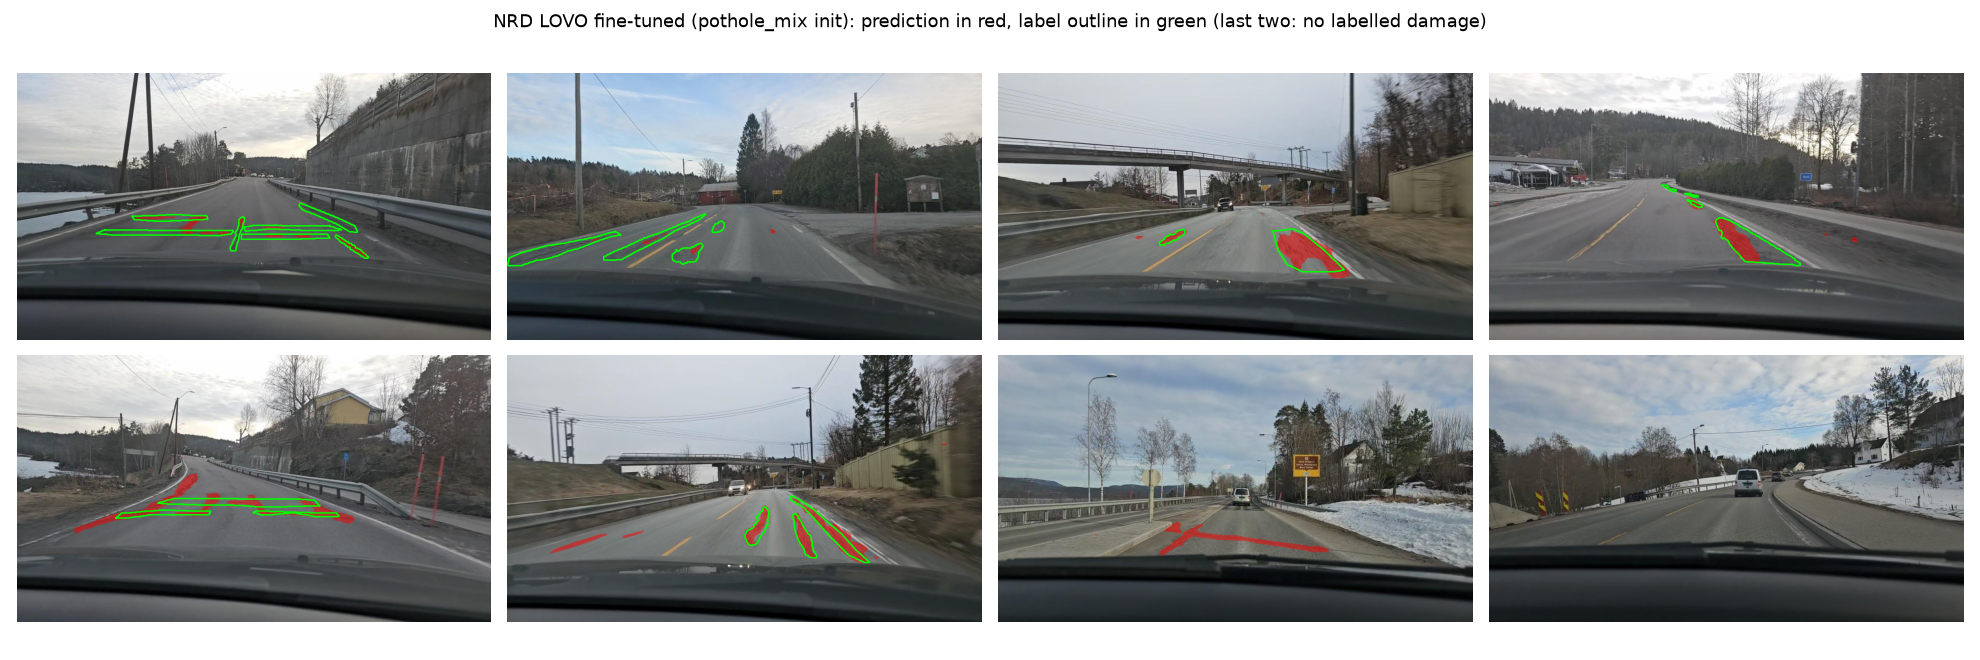 NRD LOVO fine-tuned (pothole_mix init): prediction in red, label outline in green (last two: no labelled damage)